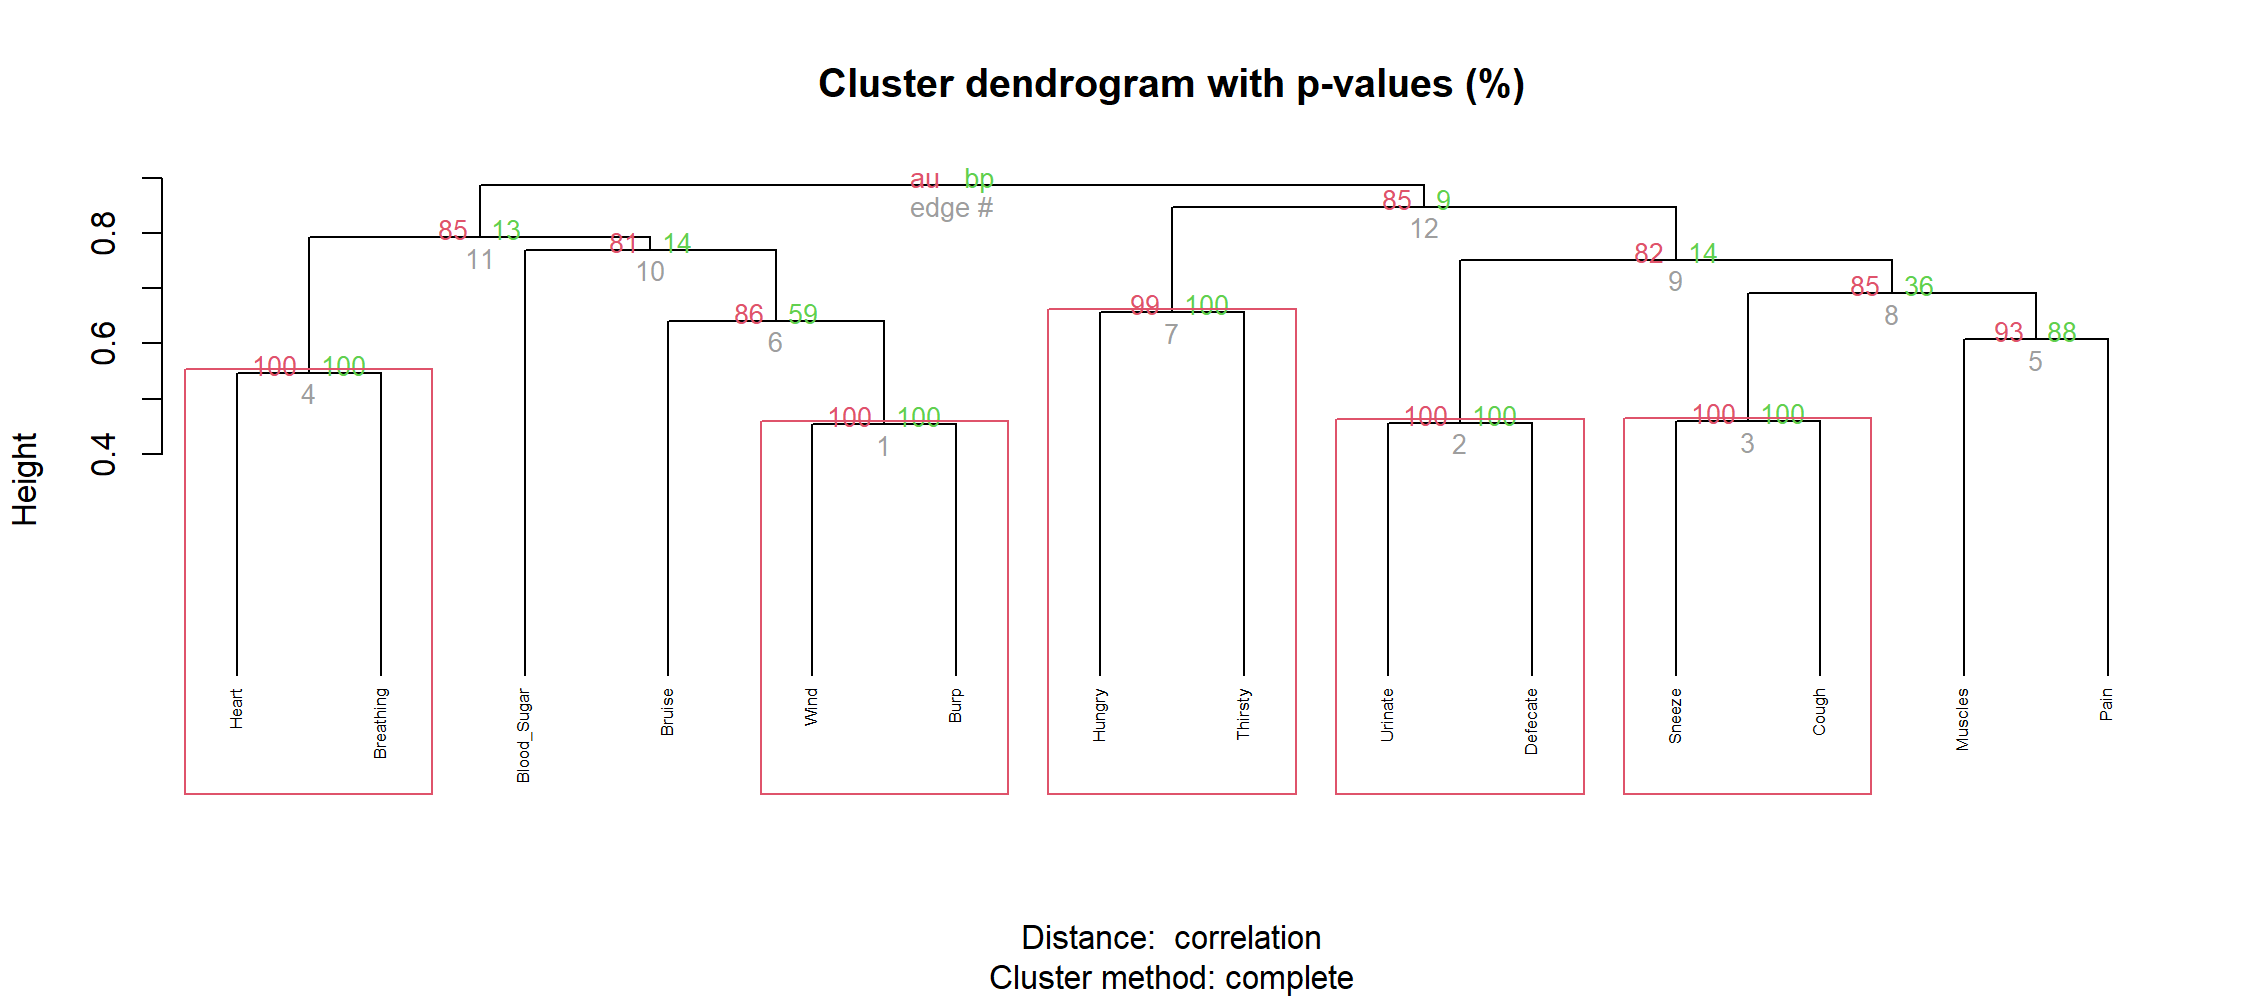 Cluster dendrogram with p-values (%)
au bp
edge #
85 9
12
85 13
11
81 14
10
82 14
9
85 36
8
99 100
7
86 59
6
93 88
5
100 100
4
100 100
3
100 100
2
100 100
1
0.8
0.6
0.4
Height
Heart
Breathing
Blood_Sugar
Bruise
Wind
Burp
Hungry
Thirsty
Urinate
Defecate
Sneeze
Cough
Muscles
Pain
Distance: correlation
Cluster method: complete